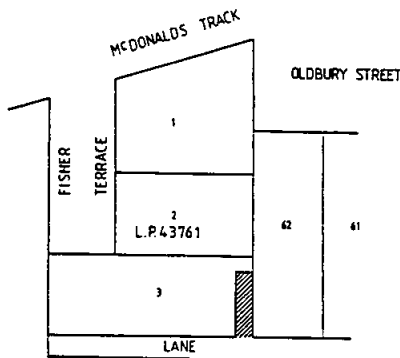 McDONALDS TRACK
OLDBURY STREET
FISHER
TERRACE
1
2
L.P. 43761
62
61
3
LANE